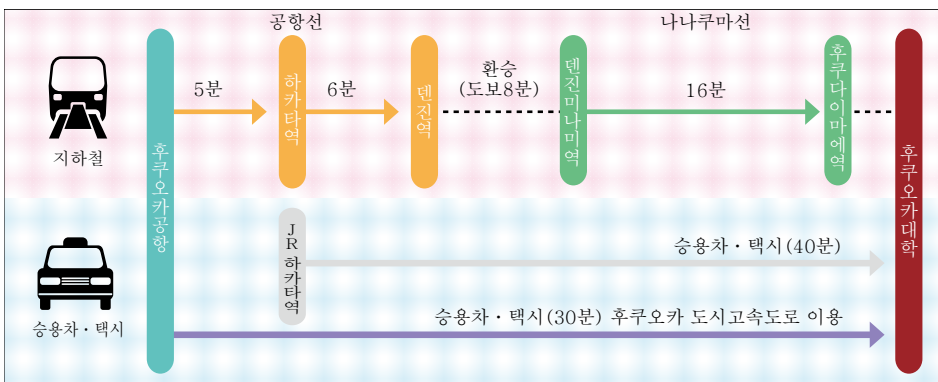 공항선
나나쿠마선
지하철
후쿠오카공항
5분
하카타역
6분
덴진역
환승
(도보8분)
덴진미나미역
16분
후쿠다이마에역
후쿠오카대학
승용차・택시
JR 하카타역
승용차・택시(40분)
승용차・택시(30분) 후쿠오카 도시고속도로 이용